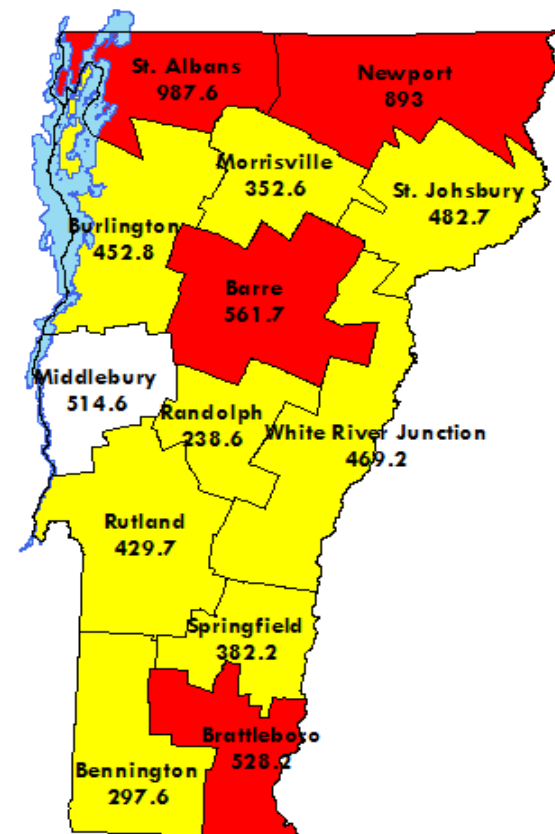 St. Albans
987.6
Newport
893
Morrisville
352.6
St. Johsbury
482.7
Burlington
452.8
Barre
561.7
Middlebury
514.6
Randolph
238.6
White River Junction
469.2
Rutland
429.7
Springfield
382.2
Brattleboro
528.2
Bennington
297.6